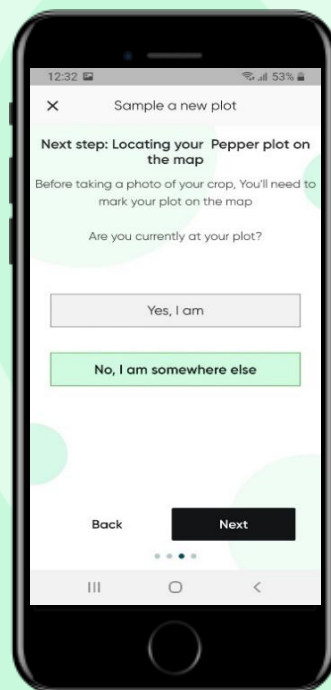 12:32 53%
Sample a new plot
Next step: Locating your Pepper plot on
the map
Before taking a photo of your crop, You'll need to
mark your plot on the map
Are you currently at your plot?
Yes, I am
No, I am somewhere else
Back Next